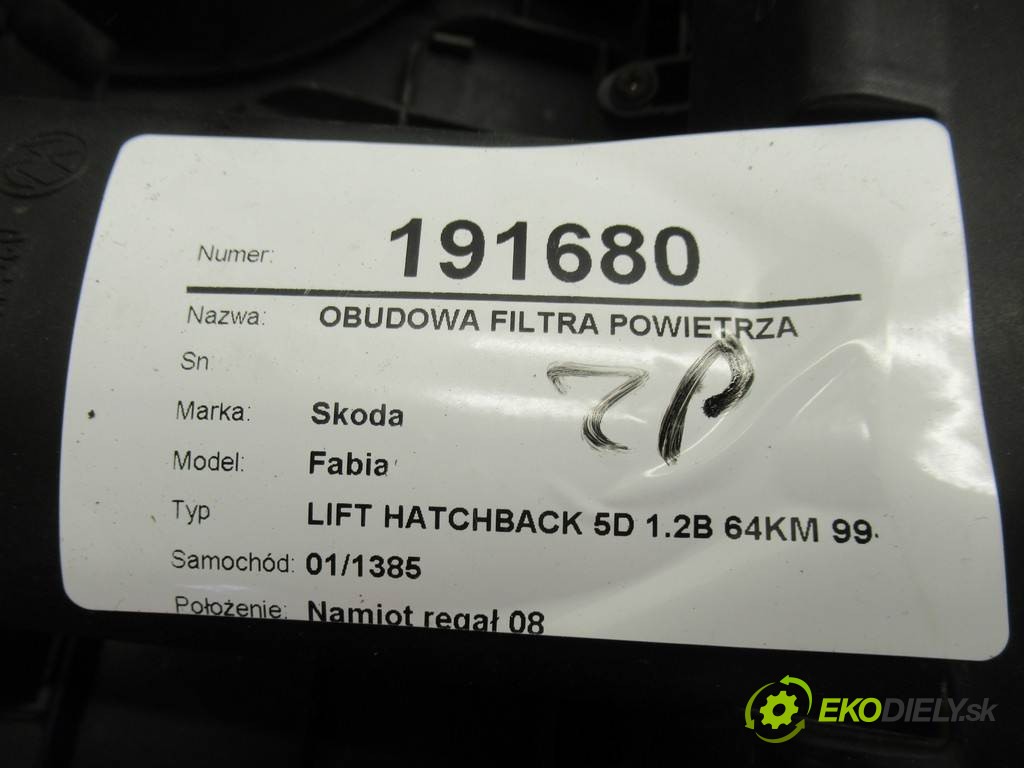 Numer: 191680
Nazwa: OBUDOWA FILTRA POWIETRZA
Sn
Marka: Skoda
Model: Fabia
Typ LIFT HATCHBACK 5D 1.2B 64KM 99-
Samochód: 01/1385
Położenie: Namiot regał 08
EKODIELY.sk